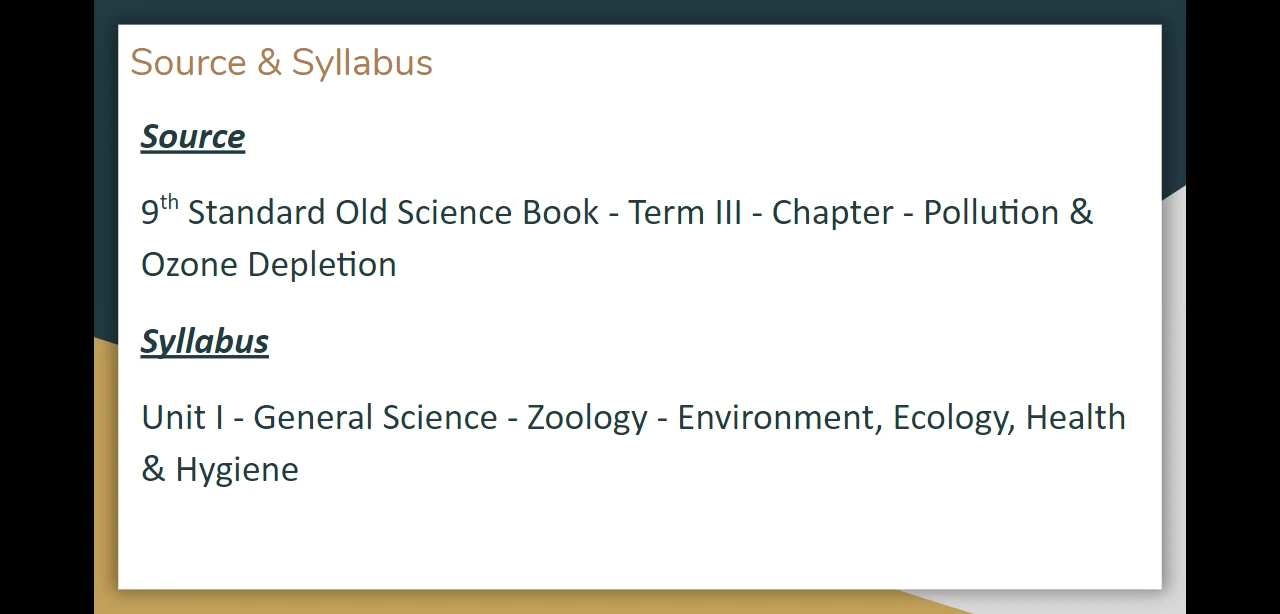 Source & Syllabus
Source
9th Standard Old Science Book - Term III - Chapter - Pollution &
Ozone Depletion
Syllabus
Unit I - General Science - Zoology - Environment, Ecology, Health
& Hygiene